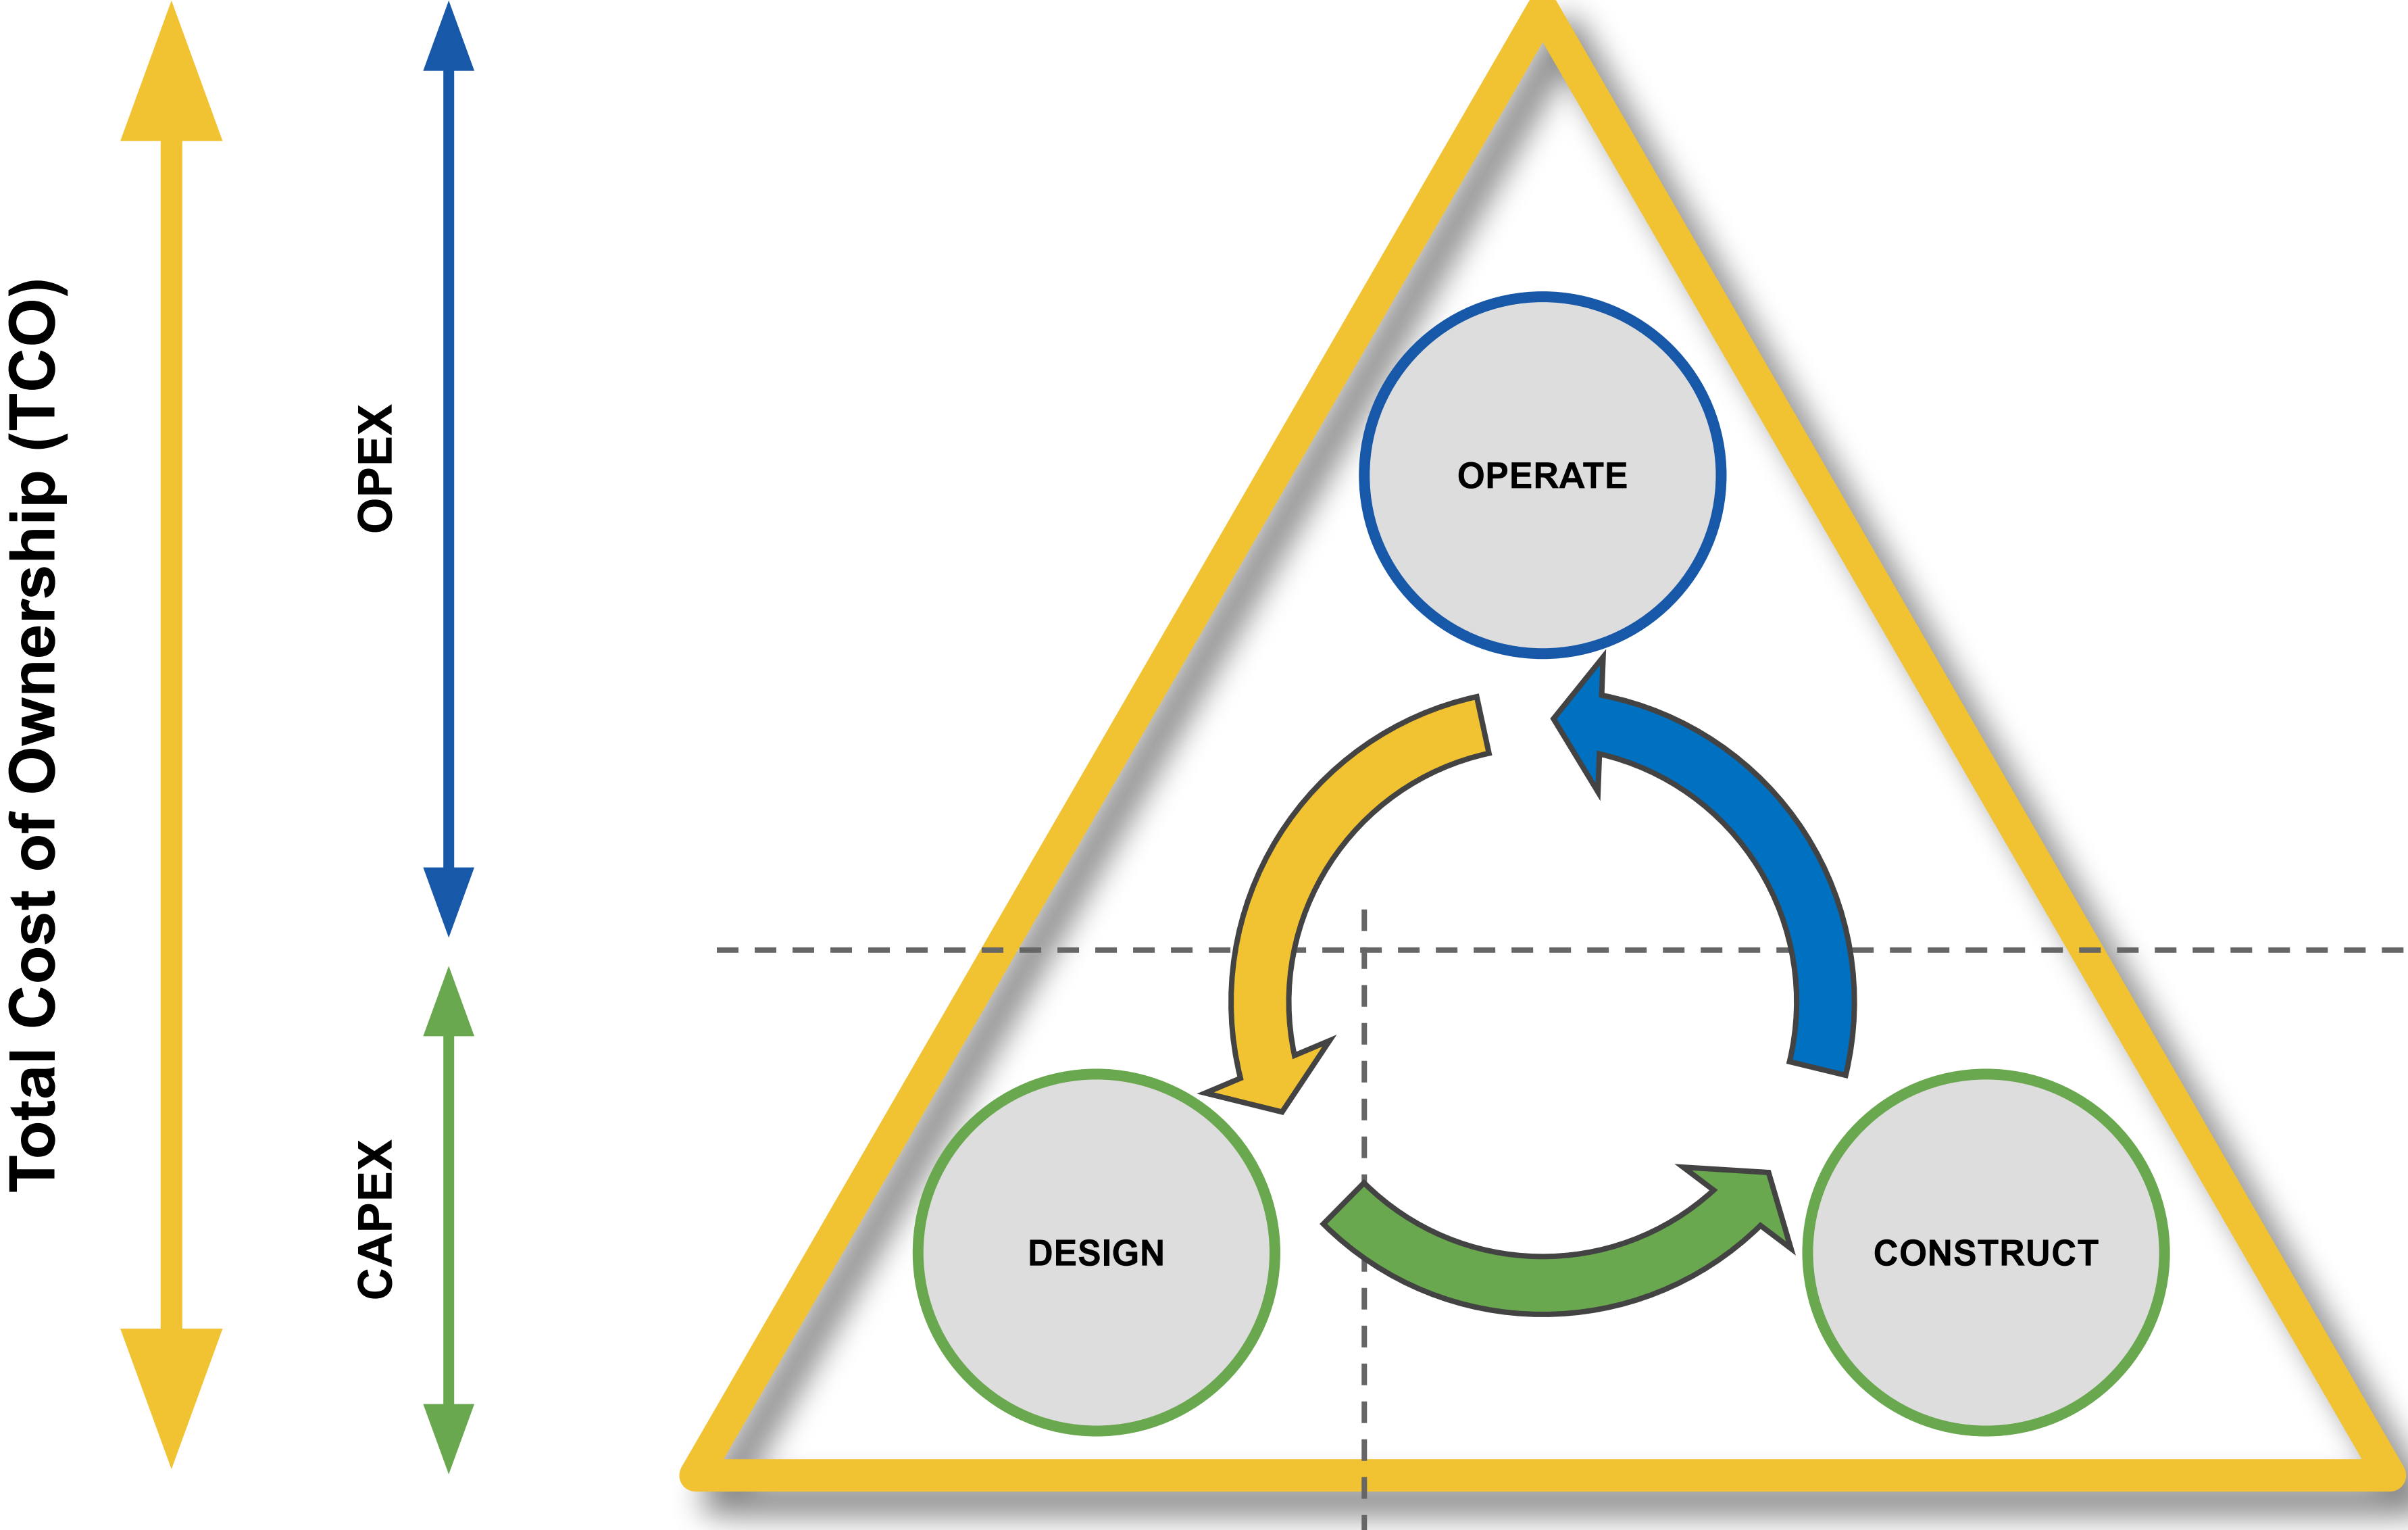 Total Cost of Ownership (TCO)
OPEX
CAPEX
OPERATE
DESIGN
CONSTRUCT